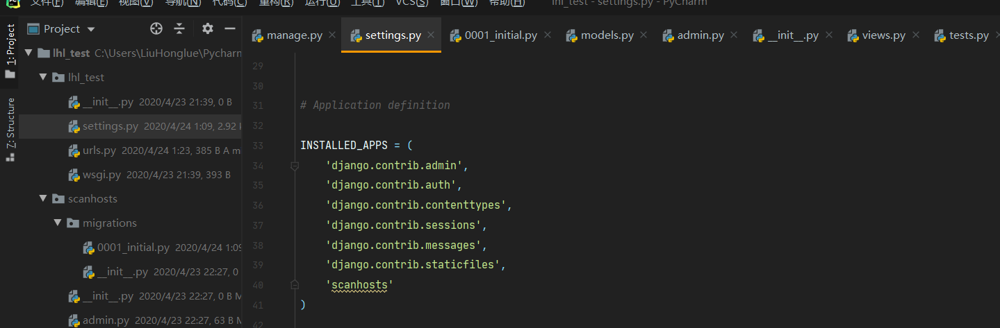 文件(F) 编辑(E) 视图(V) 导航(N) 代码(C) 重构(R) 运行(U) 工具(T) VCS(S) 窗口(W) 帮助(H) lhl_test - settings.py - PyCharm
1: Project
7: Structure
Project
lhl_test C:\Users\LiuHonglue\Pycharm
lhl_test
__init__.py 2020/4/23 21:39, 0 B
settings.py 2020/4/24 1:09, 2.92
urls.py 2020/4/24 1:23, 385 B A m
wsgi.py 2020/4/23 21:39, 393 B
scanhosts
migrations
0001_initial.py 2020/4/24 1:09
__init__.py 2020/4/23 22:27, 0
__init__.py 2020/4/23 22:27, 0 B M
admin.py 2020/4/23 22:27, 63 B M
manage.py settings.py 0001_initial.py models.py admin.py __init__.py views.py tests.py
29
30
31 # Application definition
32
33 INSTALLED_APPS = (
34 'django.contrib.admin',
35 'django.contrib.auth',
36 'django.contrib.contenttypes',
37 'django.contrib.sessions',
38 'django.contrib.messages',
39 'django.contrib.staticfiles',
40 'scanhosts'
41 )
42